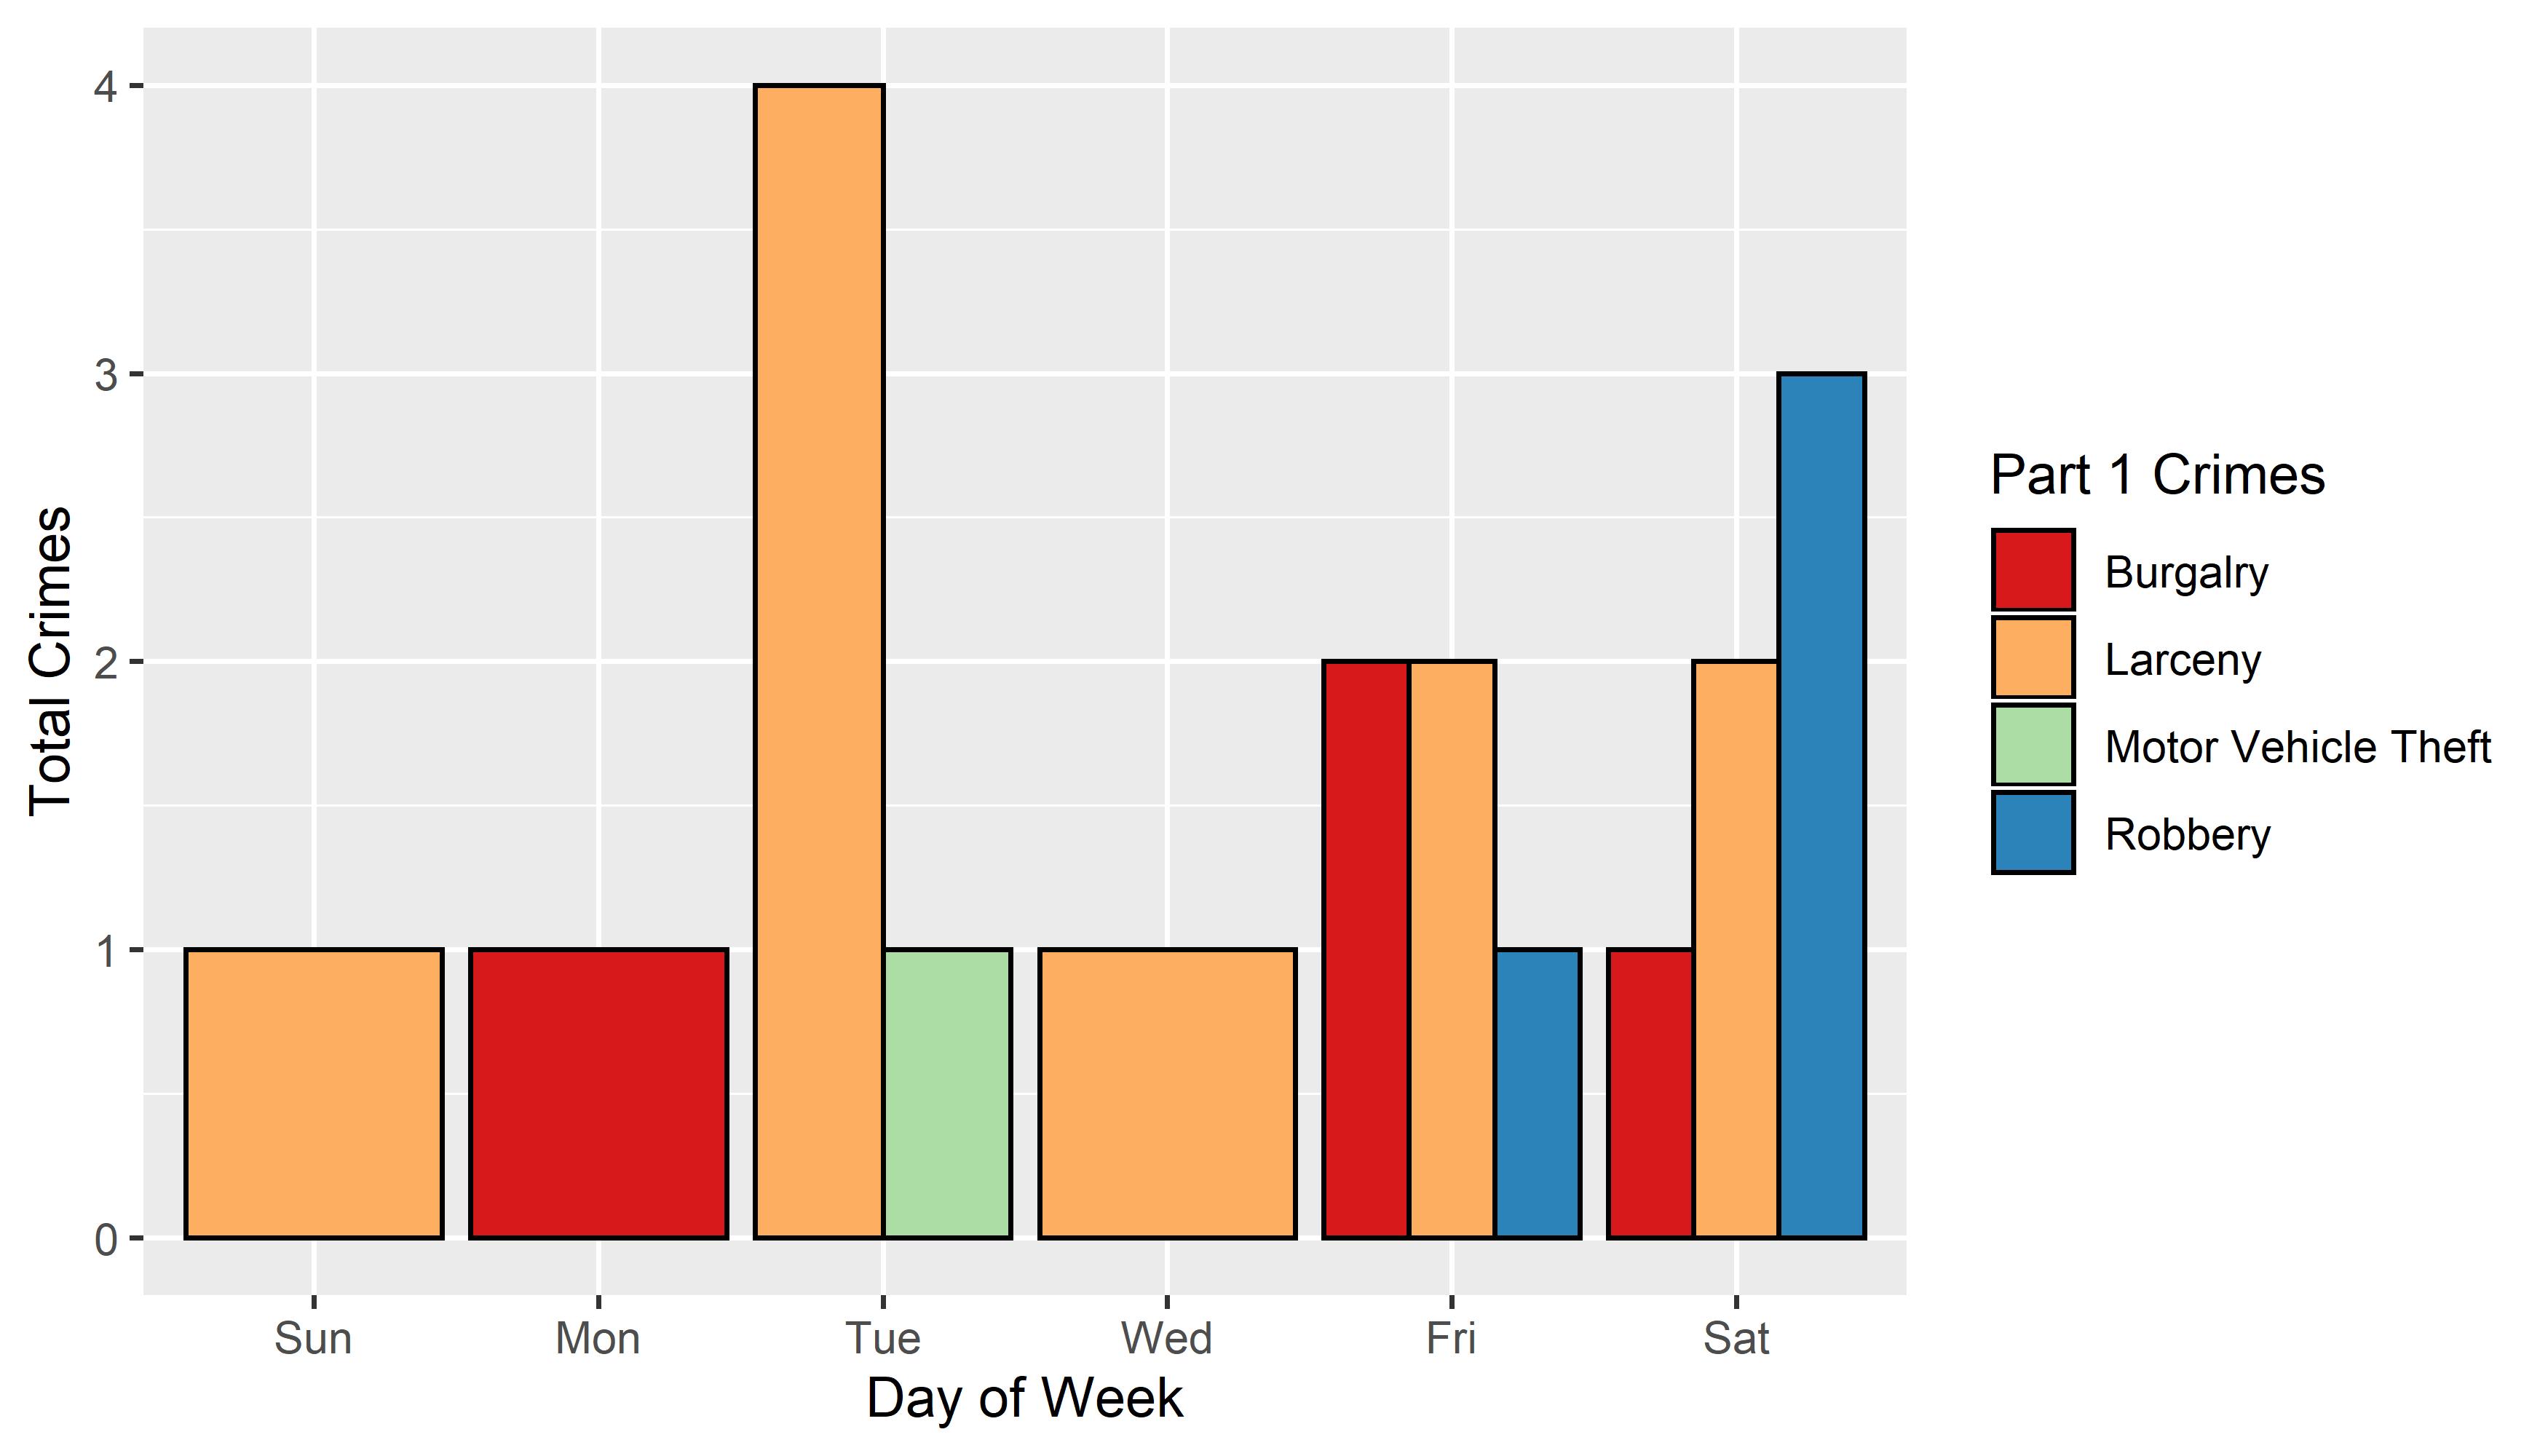 4
3
2
1
0
Total Crimes
Sun Mon Tue Wed Fri Sat
Day of Week
Part 1 Crimes
Burgalry
Larceny
Motor Vehicle Theft
Robbery